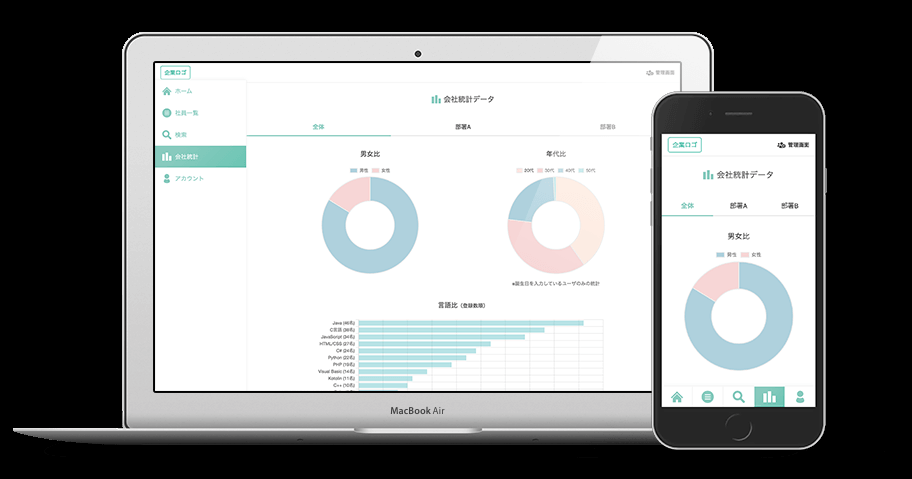 企業ロゴ
管理画面
ホーム
社員一覧
検索
会社統計
アカウント
会社統計データ
全体
部署A
部署B
男女比
男性 女性
年代比
20代 30代 40代 50代
※誕生日を入力しているユーザのみの統計
言語比（登録数順）
Java (46名)
C言語 (38名)
JavaScript (34名)
HTML/CSS (27名)
C# (24名)
Python (22名)
PHP (19名)
Visual Basic (14名)
Kotoln (11名)
C++ (10名)
MacBook Air
企業ロゴ
管理画面
会社統計データ
全体
部署A
部署B
男女比
男性 女性